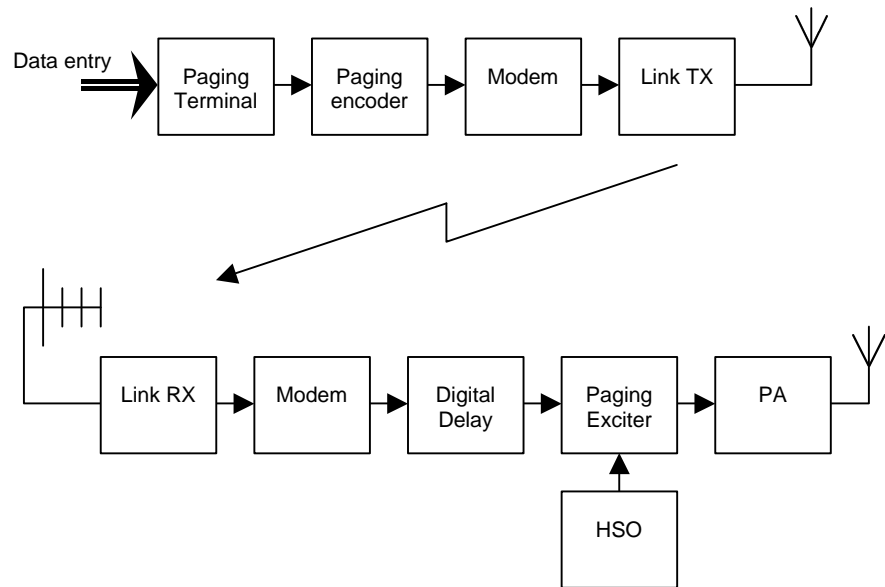 Data entry
Paging
Terminal
Paging
encoder
Modem
Link TX
Link RX
Modem
Digital
Delay
Paging
Exciter
PA
HSO